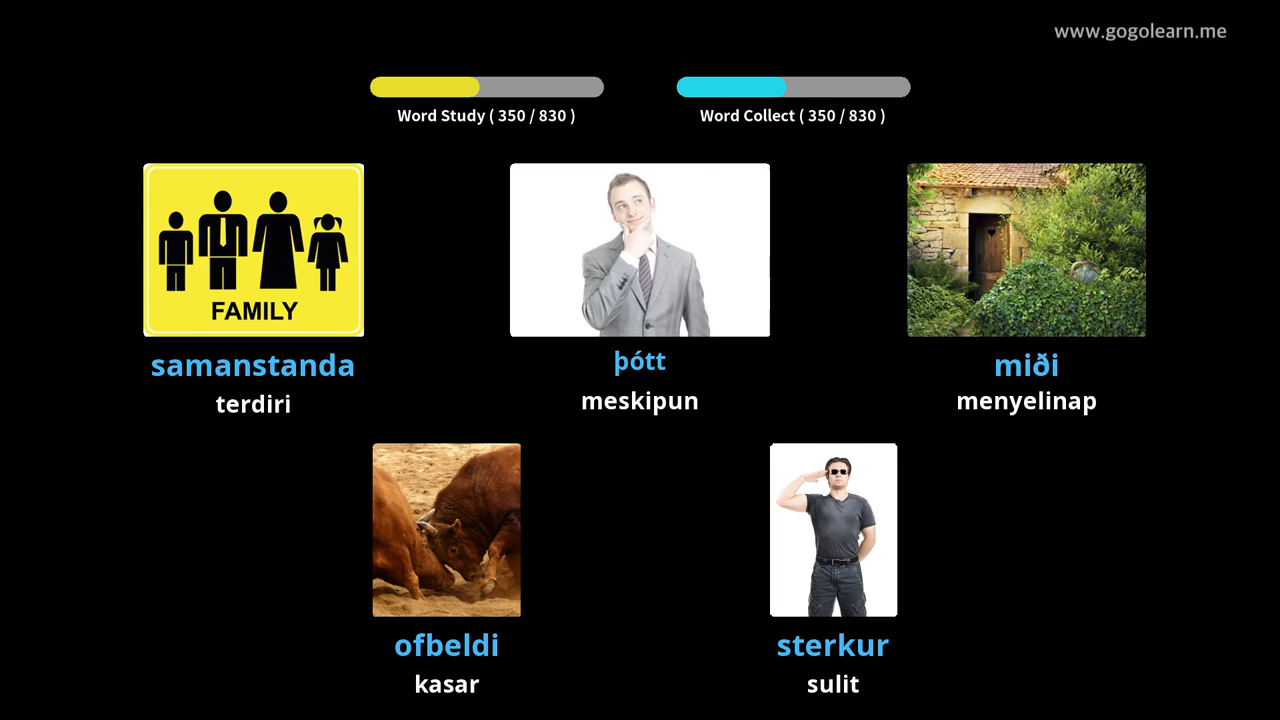 www.gogolearn.me
Word Study ( 350 / 830 )
Word Collect ( 350 / 830 )
FAMILY
samanstanda
terdiri
þótt
meskipun
miði
menyelinap
ofbeldi
kasar
sterkur
sulit